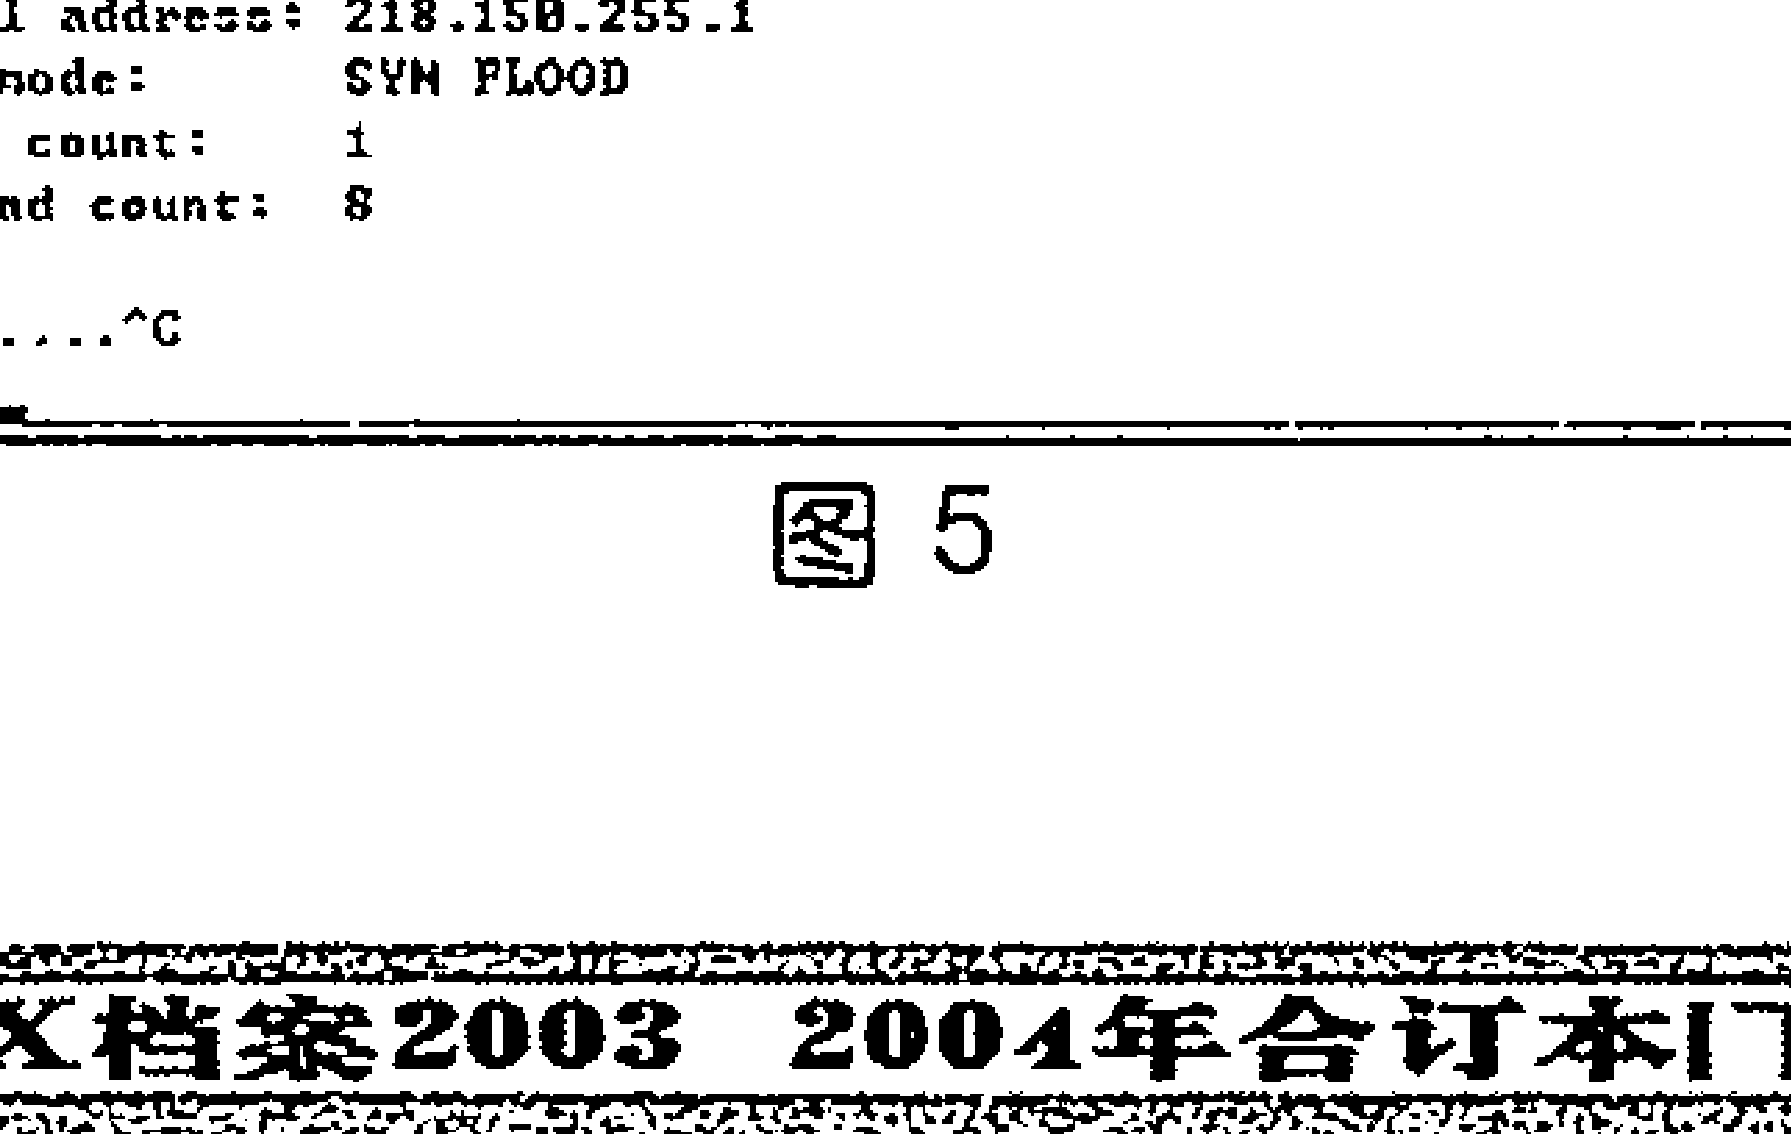 l address: 218.150.255.1
mode: SYN FLOOD
count: 1
nd count: 8
.....^C
图 5
X档案2003 2004年合订本